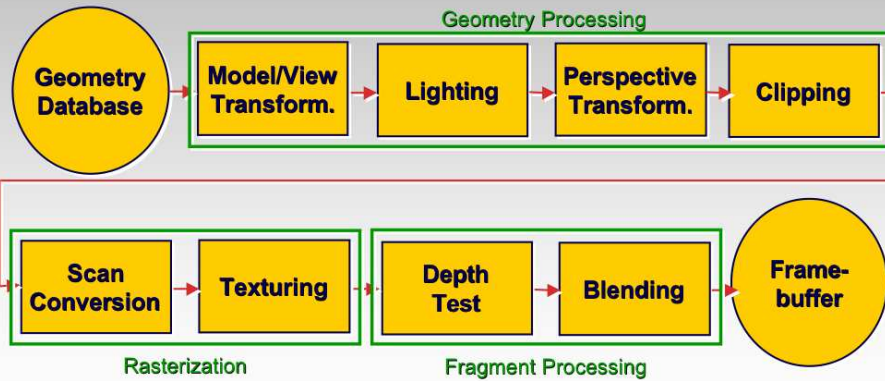 Geometry Processing
Geometry
Database
Model/View
Transform.
Lighting
Perspective
Transform.
Clipping
Scan
Conversion
Texturing
Depth
Test
Blending
Frame-
buffer
Rasterization
Fragment Processing